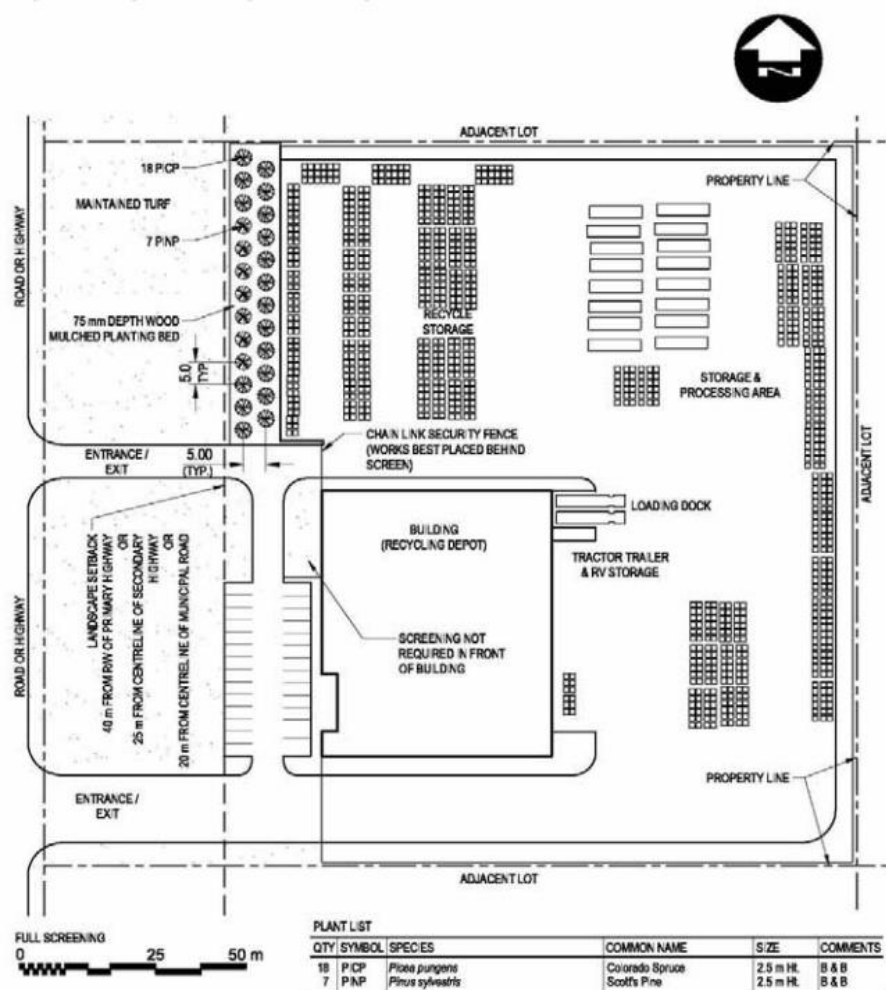 N
ADJACENT LOT
PROPERTY LINE
18 PICP
MAINTAINED TURF
7 PINP
ROAD OR HIGHWAY
75 mm DEPTH WOOD
MULCHED PLANTING BED
5.0
TYP.
RECYCLE
STORAGE
STORAGE &
PROCESSING AREA
ADJACENT LOT
CHAIN LINK SECURITY FENCE
(WORKS BEST PLACED BEHIND
SCREEN)
ENTRANCE /
EXIT
5.00
(TYP.)
BUILDING
(RECYCLING DEPOT)
LOADING DOCK
TRACTOR TRAILER
& RV STORAGE
ROAD OR HIGHWAY
LANDSCAPE SETBACK
40 m FROM R/W OF PRIMARY HIGHWAY
OR
25 m FROM CENTRELINE OF SECONDARY
HIGHWAY
OR
20 m FROM CENTRELINE OF MUNICIPAL ROAD
SCREENING NOT
REQUIRED IN FRONT
OF BUILDING
PROPERTY LINE
ENTRANCE /
EXIT
ADJACENT LOT
FULL SCREENING
0 25 50 m
PLANT LIST
QTY SYMBOL SPECIES COMMON NAME SIZE COMMENTS
18 PICP Picea pungens Colorado Spruce 2.5 m Ht. B & B
7 PINP Pinus sylvestris Scott's Pine 2.5 m Ht. B & B